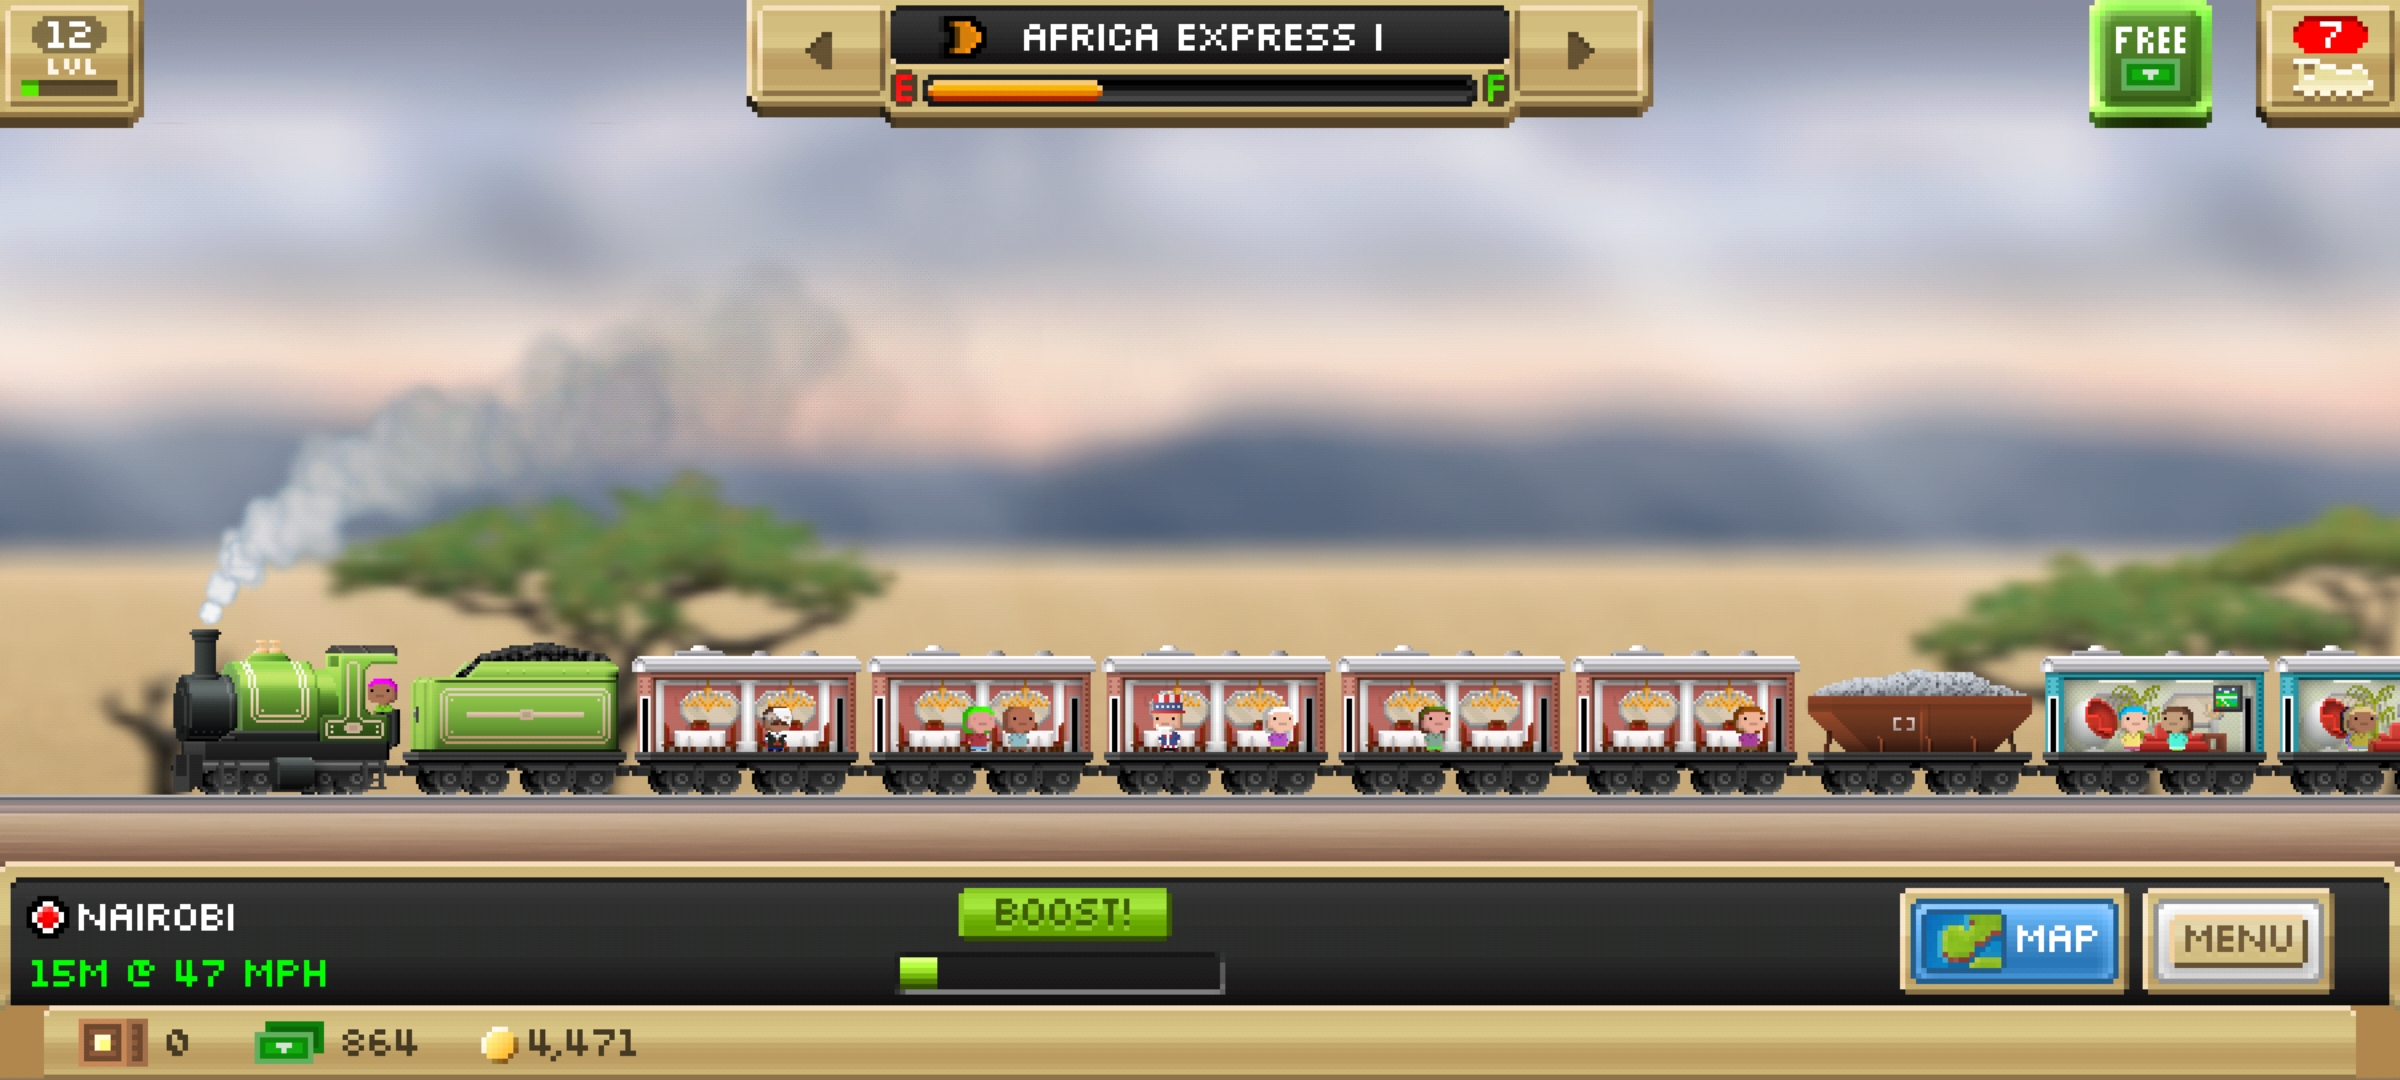 12
LVL
AFRICA EXPRESS I
E F
FREE
7
NAIROBI
15M @ 47 MPH
BOOST!
MAP
MENU
0
864
4,471